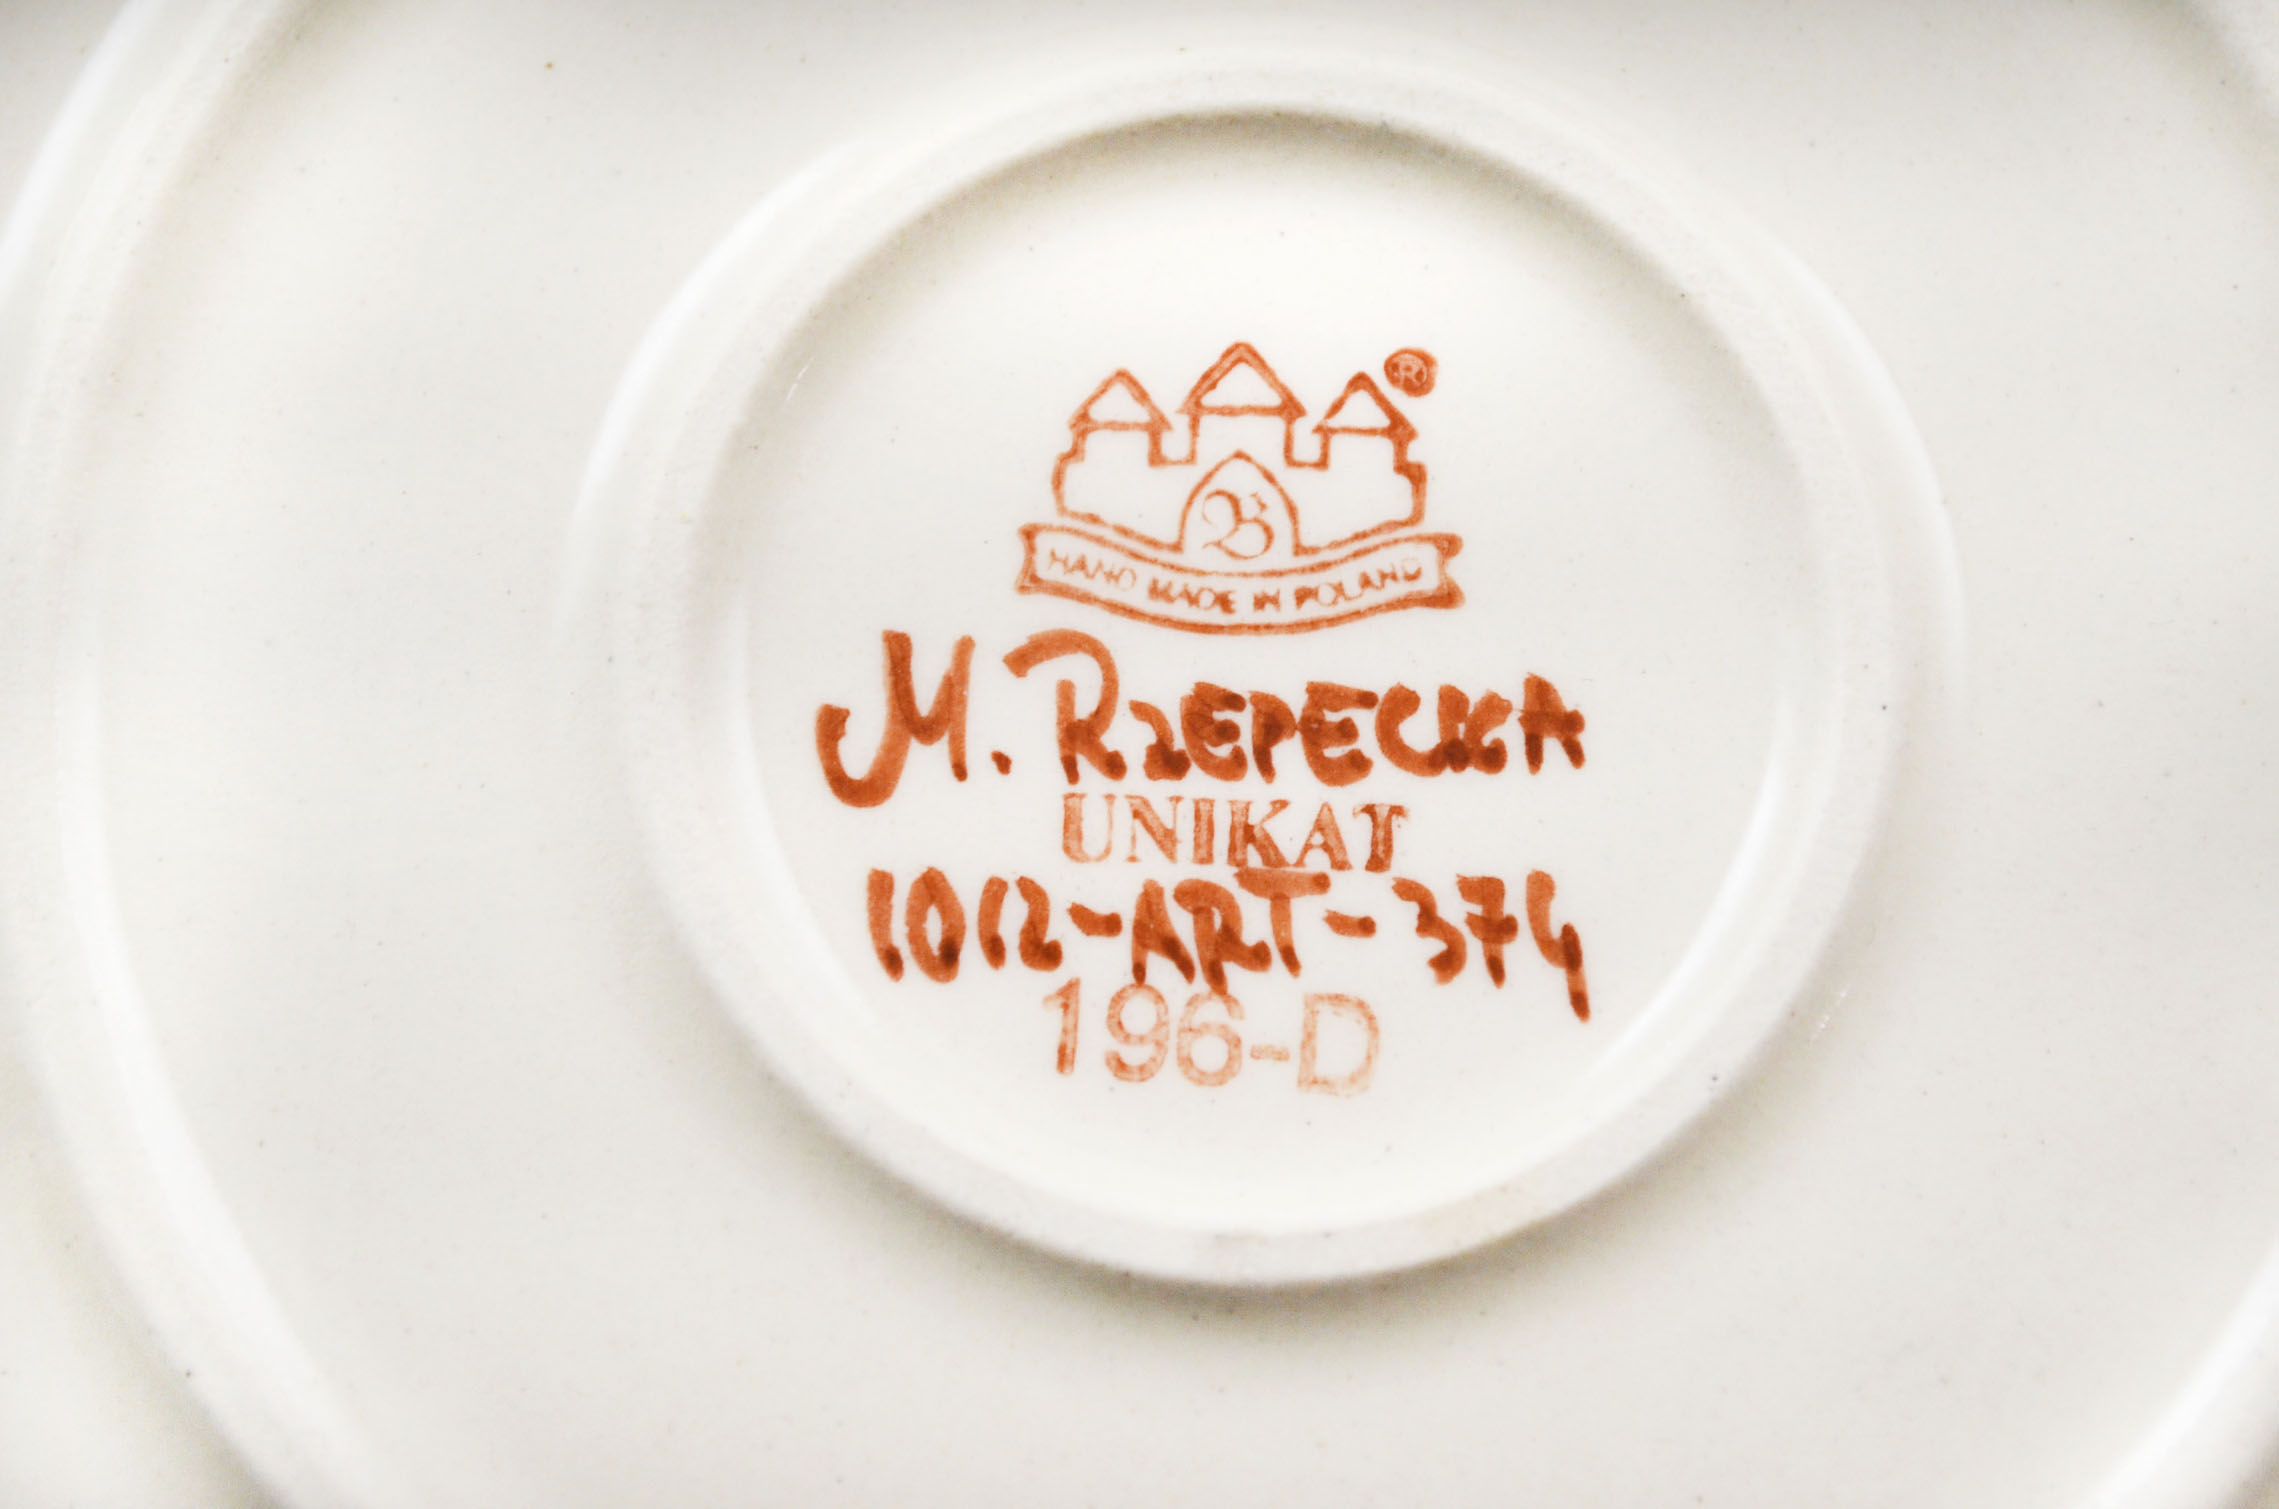 ®
B
HAND MADE IN POLAND
M. RZEPECKA
UNIKAT
1012-ART-374
196-D